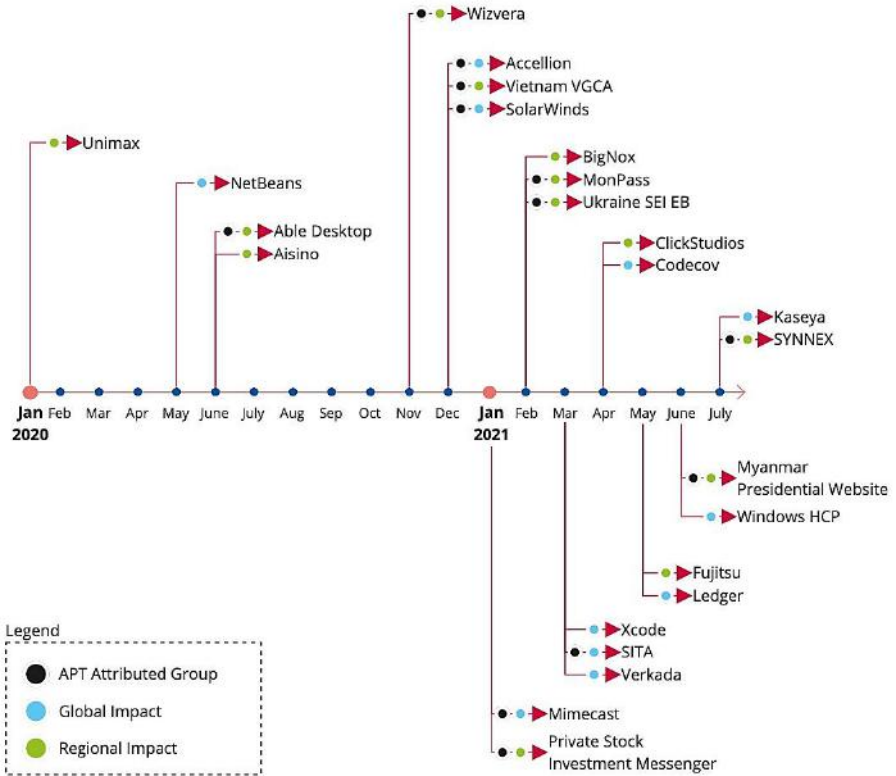 Wizvera
Accellion
Vietnam VGCA
SolarWinds
Unimax
BigNox
NetBeans
MonPass
Ukraine SEI EB
Able Desktop
Aisino
ClickStudios
Codecov
Kaseya
SYNNEX
Jan Feb Mar Apr May June July Aug Sep Oct Nov Dec Jan Feb Mar Apr May June July
2020 2021
Myanmar
Presidential Website
Windows HCP
Fujitsu
Ledger
Xcode
SITA
Verkada
Mimecast
Private Stock
Investment Messenger
Legend
APT Attributed Group
Global Impact
Regional Impact